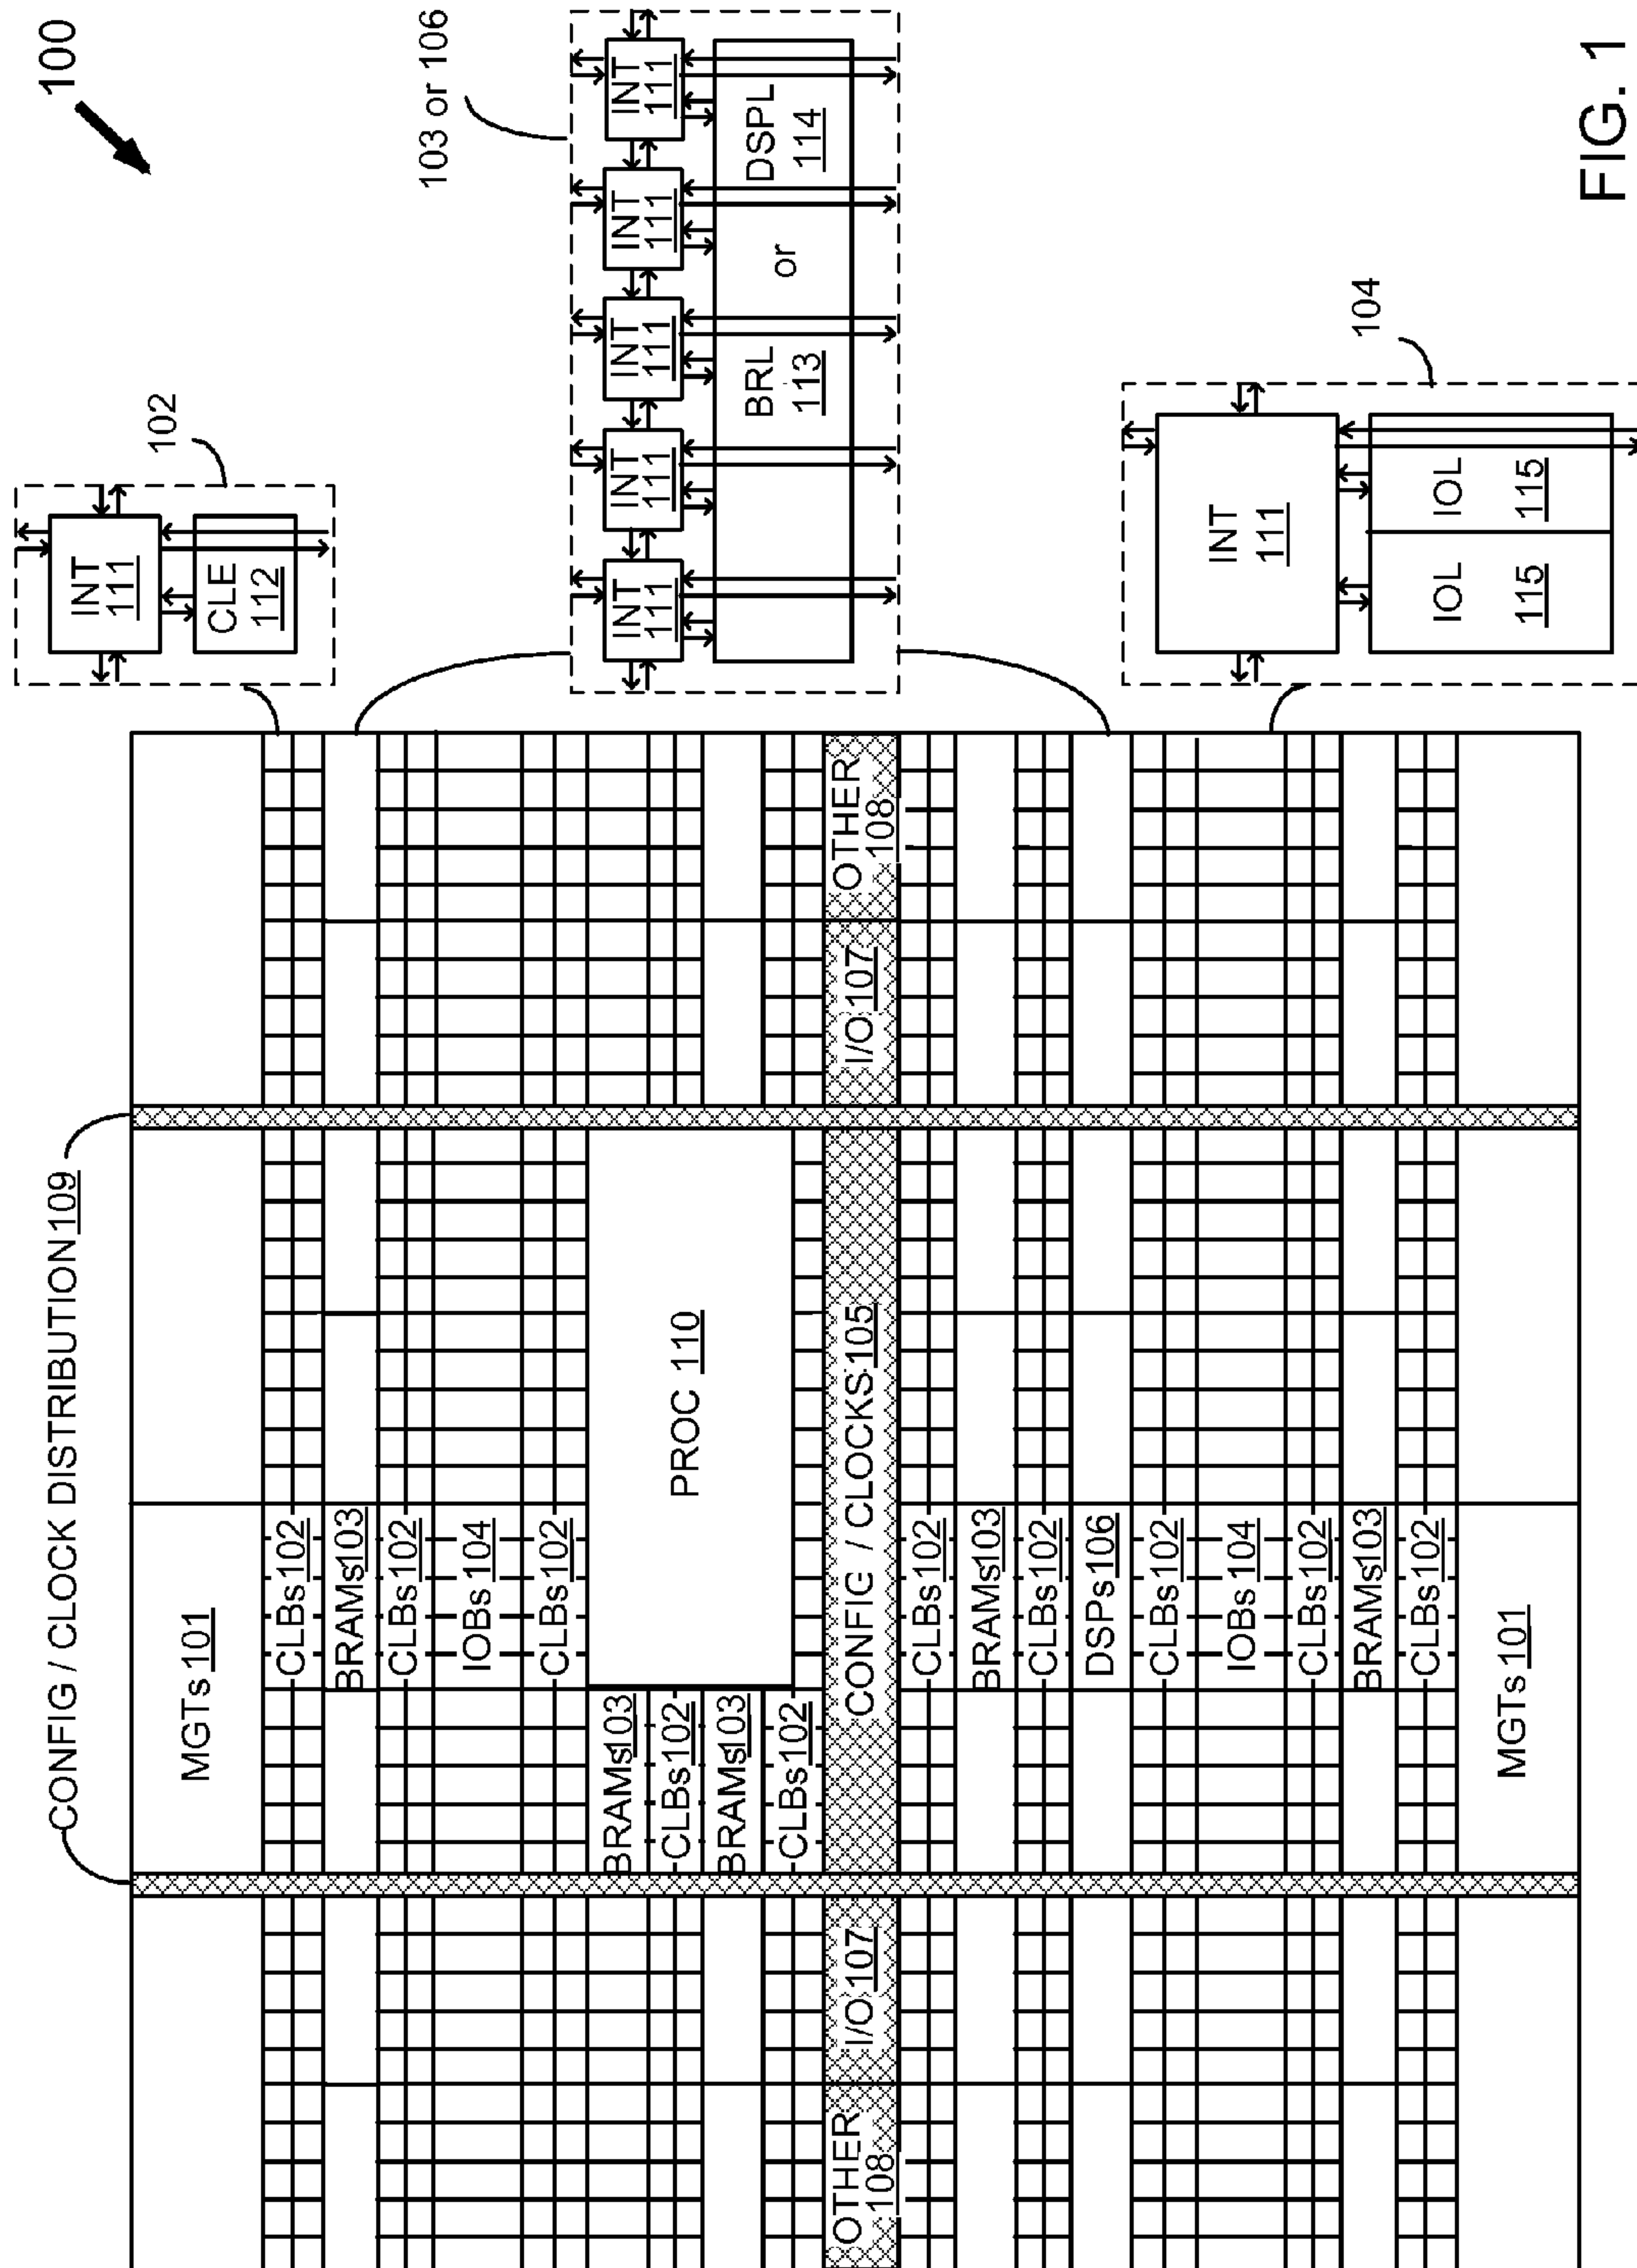 100
CONFIG / CLOCK DISTRIBUTION 109
MGTs 101
CLBs 102
BRAMs 103
CLBs 102
IOBs 104
CLBs 102
BRAMs 103
CLBs 102
BRAMs 103
CLBs 102
PROC 110
OTHER
108
I/O 107
CONFIG / CLOCKS 105
I/O 107
OTHER
108
CLBs 102
BRAMs 103
CLBs 102
DSPs 106
CLBs 102
IOBs 104
CLBs 102
BRAMs 103
CLBs 102
MGTs 101
102
INT
111
CLE
112
103 or 106
INT
111
INT
111
INT
111
INT
111
INT
111
BRL
113
or
DSPL
114
104
INT
111
IOL
115
IOL
115
FIG. 1